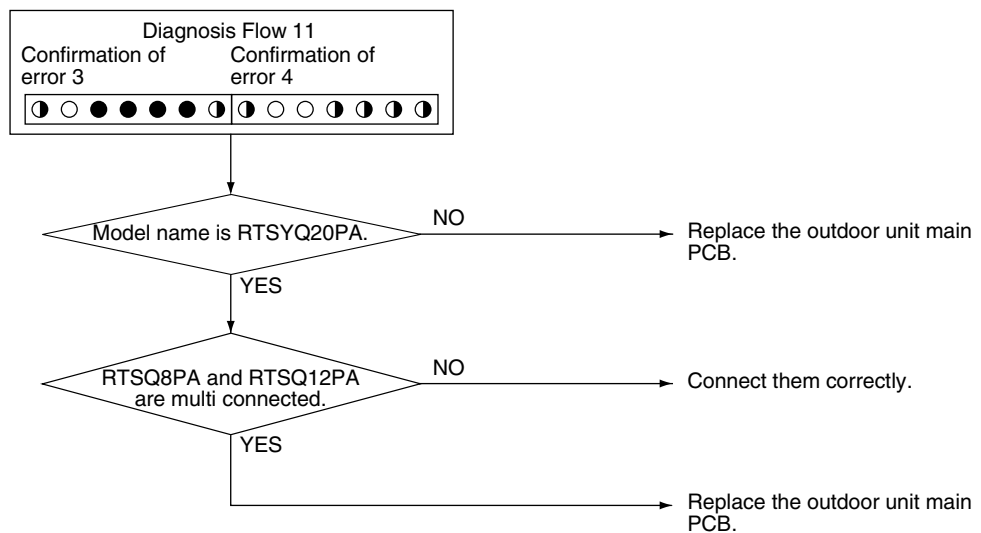 Diagnosis Flow 11
Confirmation of
error 3
Confirmation of
error 4
Model name is RTSYQ20PA.
NO
Replace the outdoor unit main
PCB.
YES
RTSQ8PA and RTSQ12PA
are multi connected.
NO
Connect them correctly.
YES
Replace the outdoor unit main
PCB.